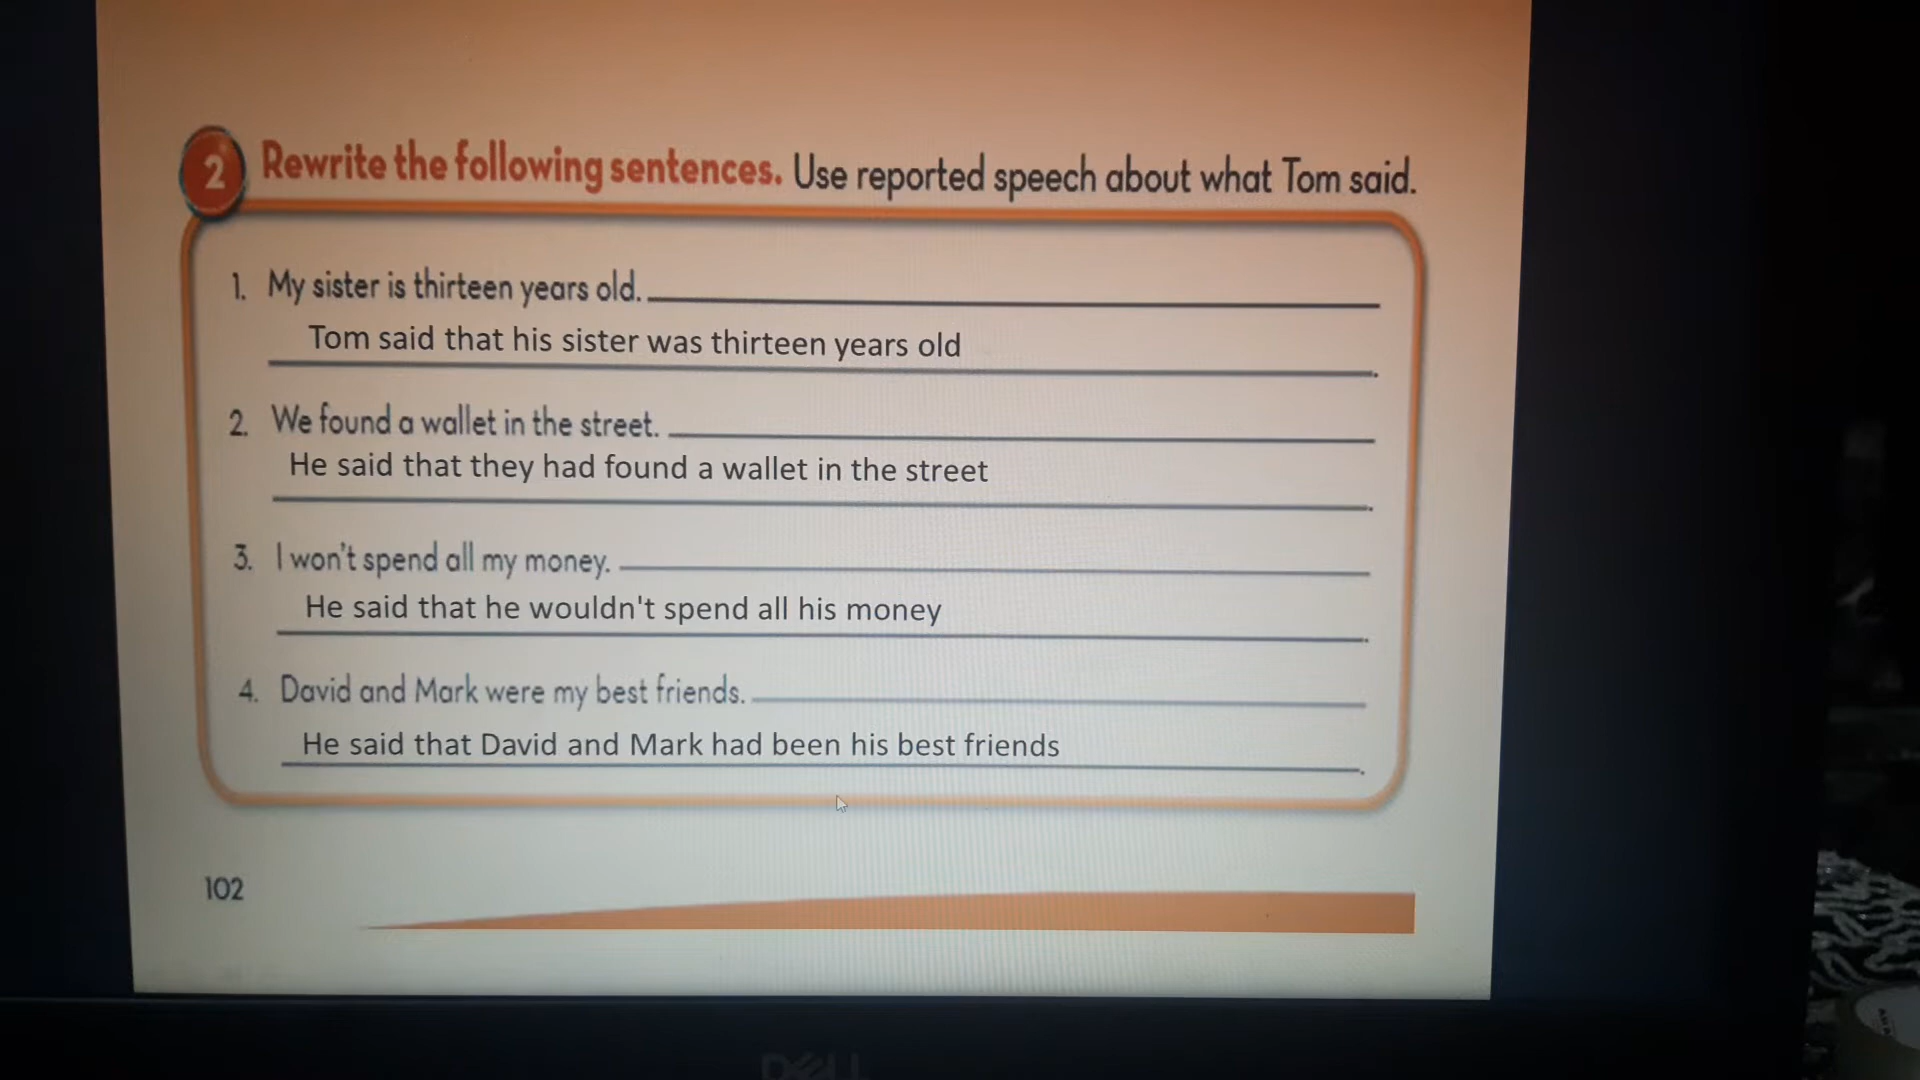 2 Rewrite the following sentences. Use reported speech about what Tom said.
1. My sister is thirteen years old.
Tom said that his sister was thirteen years old.
2. We found a wallet in the street.
He said that they had found a wallet in the street.
3. I won't spend all my money.
He said that he wouldn't spend all his money.
4. David and Mark were my best friends.
He said that David and Mark had been his best friends.
102
DELL